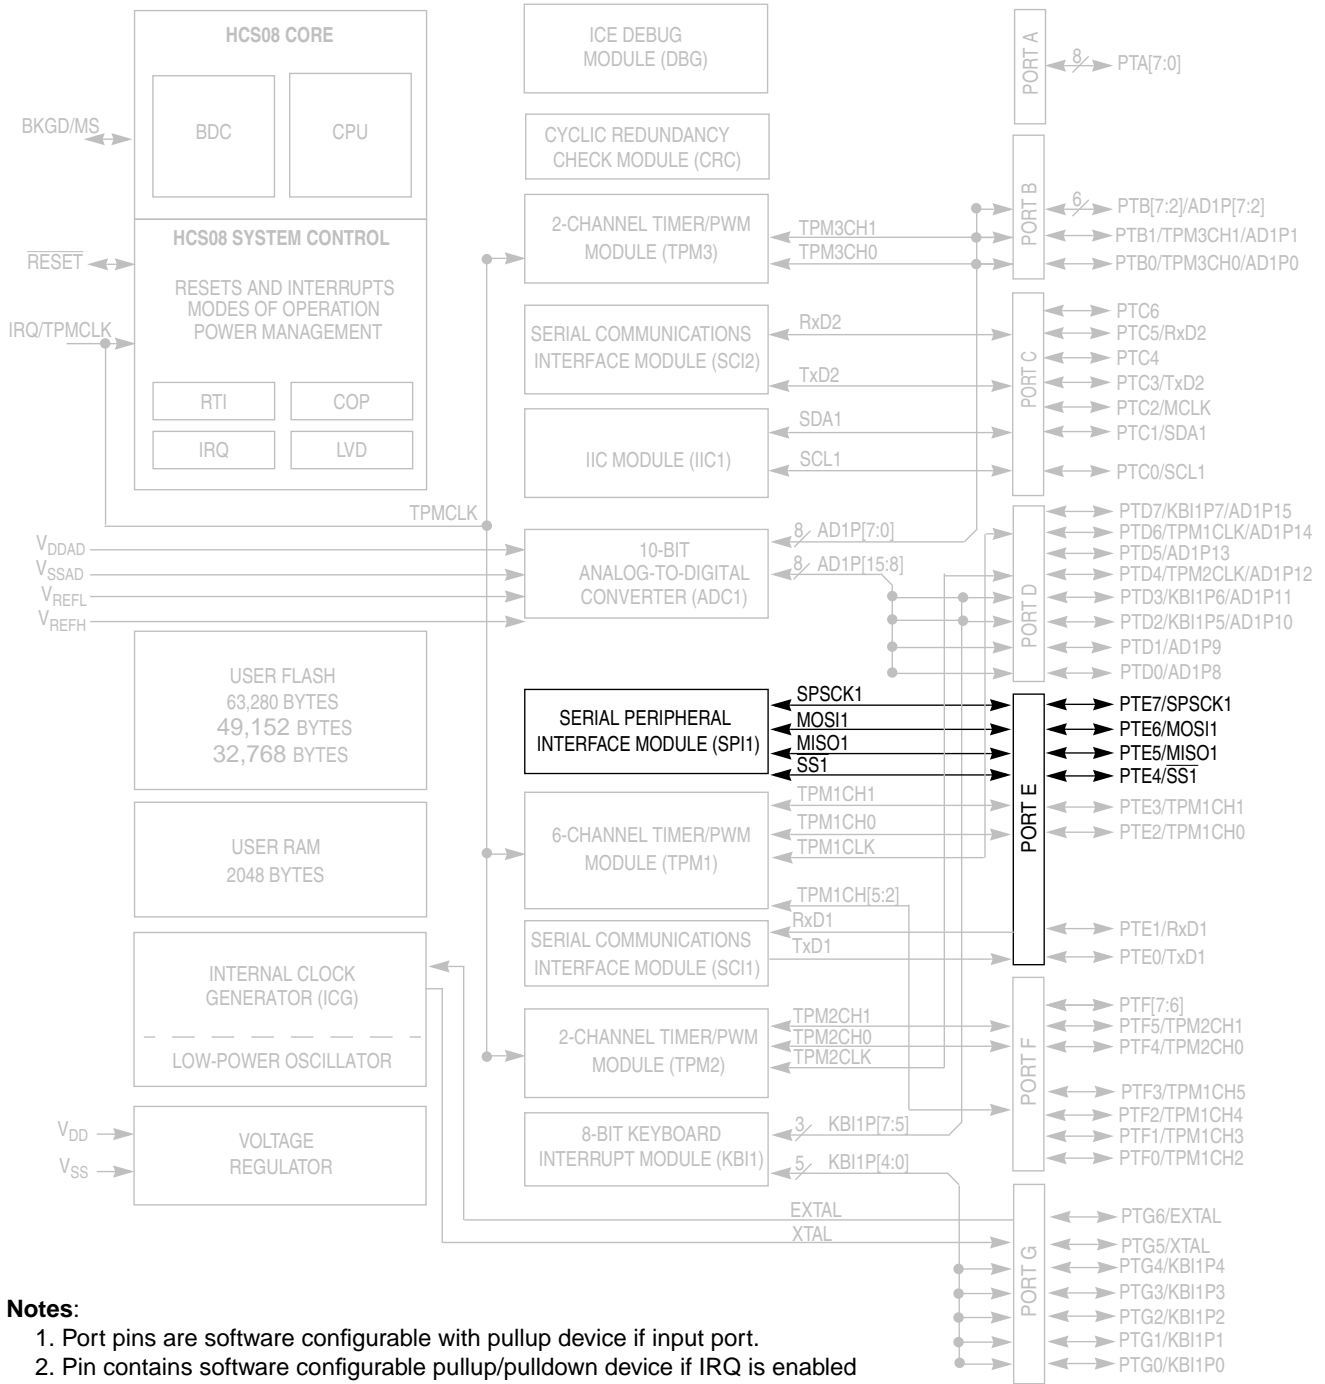 HCS08 CORE
BDC
CPU
BKGD/MS
HCS08 SYSTEM CONTROL
RESET
RESETS AND INTERRUPTS
MODES OF OPERATION
POWER MANAGEMENT
IRQ/TPMCLK
RTI
COP
IRQ
LVD
TPMCLK
VDDAD
VSSAD
VREFL
VREFH
USER FLASH
63,280 BYTES
49,152 BYTES
32,768 BYTES
USER RAM
2048 BYTES
INTERNAL CLOCK
GENERATOR (ICG)
LOW-POWER OSCILLATOR
VDD
VSS
VOLTAGE
REGULATOR
ICE DEBUG
MODULE (DBG)
CYCLIC REDUNDANCY
CHECK MODULE (CRC)
2-CHANNEL TIMER/PWM
MODULE (TPM3)
TPM3CH1
TPM3CH0
SERIAL COMMUNICATIONS
INTERFACE MODULE (SCI2)
RxD2
TxD2
IIC MODULE (IIC1)
SDA1
SCL1
10-BIT
ANALOG-TO-DIGITAL
CONVERTER (ADC1)
8 AD1P[7:0]
8 AD1P[15:8]
SERIAL PERIPHERAL
INTERFACE MODULE (SPI1)
SPSCK1
MOSI1
MISO1
SS1
6-CHANNEL TIMER/PWM
MODULE (TPM1)
TPM1CH1
TPM1CH0
TPM1CLK
TPM1CH[5:2]
SERIAL COMMUNICATIONS
INTERFACE MODULE (SCI1)
RxD1
TxD1
2-CHANNEL TIMER/PWM
MODULE (TPM2)
TPM2CH1
TPM2CH0
TPM2CLK
8-BIT KEYBOARD
INTERRUPT MODULE (KBI1)
3 KBI1P[7:5]
5 KBI1P[4:0]
EXTAL
XTAL
PORT A
8 PTA[7:0]
PORT B
6 PTB[7:2]/AD1P[7:2]
PTB1/TPM3CH1/AD1P1
PTB0/TPM3CH0/AD1P0
PORT C
PTC6
PTC5/RxD2
PTC4
PTC3/TxD2
PTC2/MCLK
PTC1/SDA1
PTC0/SCL1
PORT D
PTD7/KBI1P7/AD1P15
PTD6/TPM1CLK/AD1P14
PTD5/AD1P13
PTD4/TPM2CLK/AD1P12
PTD3/KBI1P6/AD1P11
PTD2/KBI1P5/AD1P10
PTD1/AD1P9
PTD0/AD1P8
PORT E
PTE7/SPSCK1
PTE6/MOSI1
PTE5/MISO1
PTE4/SS1
PTE3/TPM1CH1
PTE2/TPM1CH0
PTE1/RxD1
PTE0/TxD1
PORT F
PTF[7:6]
PTF5/TPM2CH1
PTF4/TPM2CH0
PTF3/TPM1CH5
PTF2/TPM1CH4
PTF1/TPM1CH3
PTF0/TPM1CH2
PORT G
PTG6/EXTAL
PTG5/XTAL
PTG4/KBI1P4
PTG3/KBI1P3
PTG2/KBI1P2
PTG1/KBI1P1
PTG0/KBI1P0
Notes:
1. Port pins are software configurable with pullup device if input port.
2. Pin contains software configurable pullup/pulldown device if IRQ is enabled